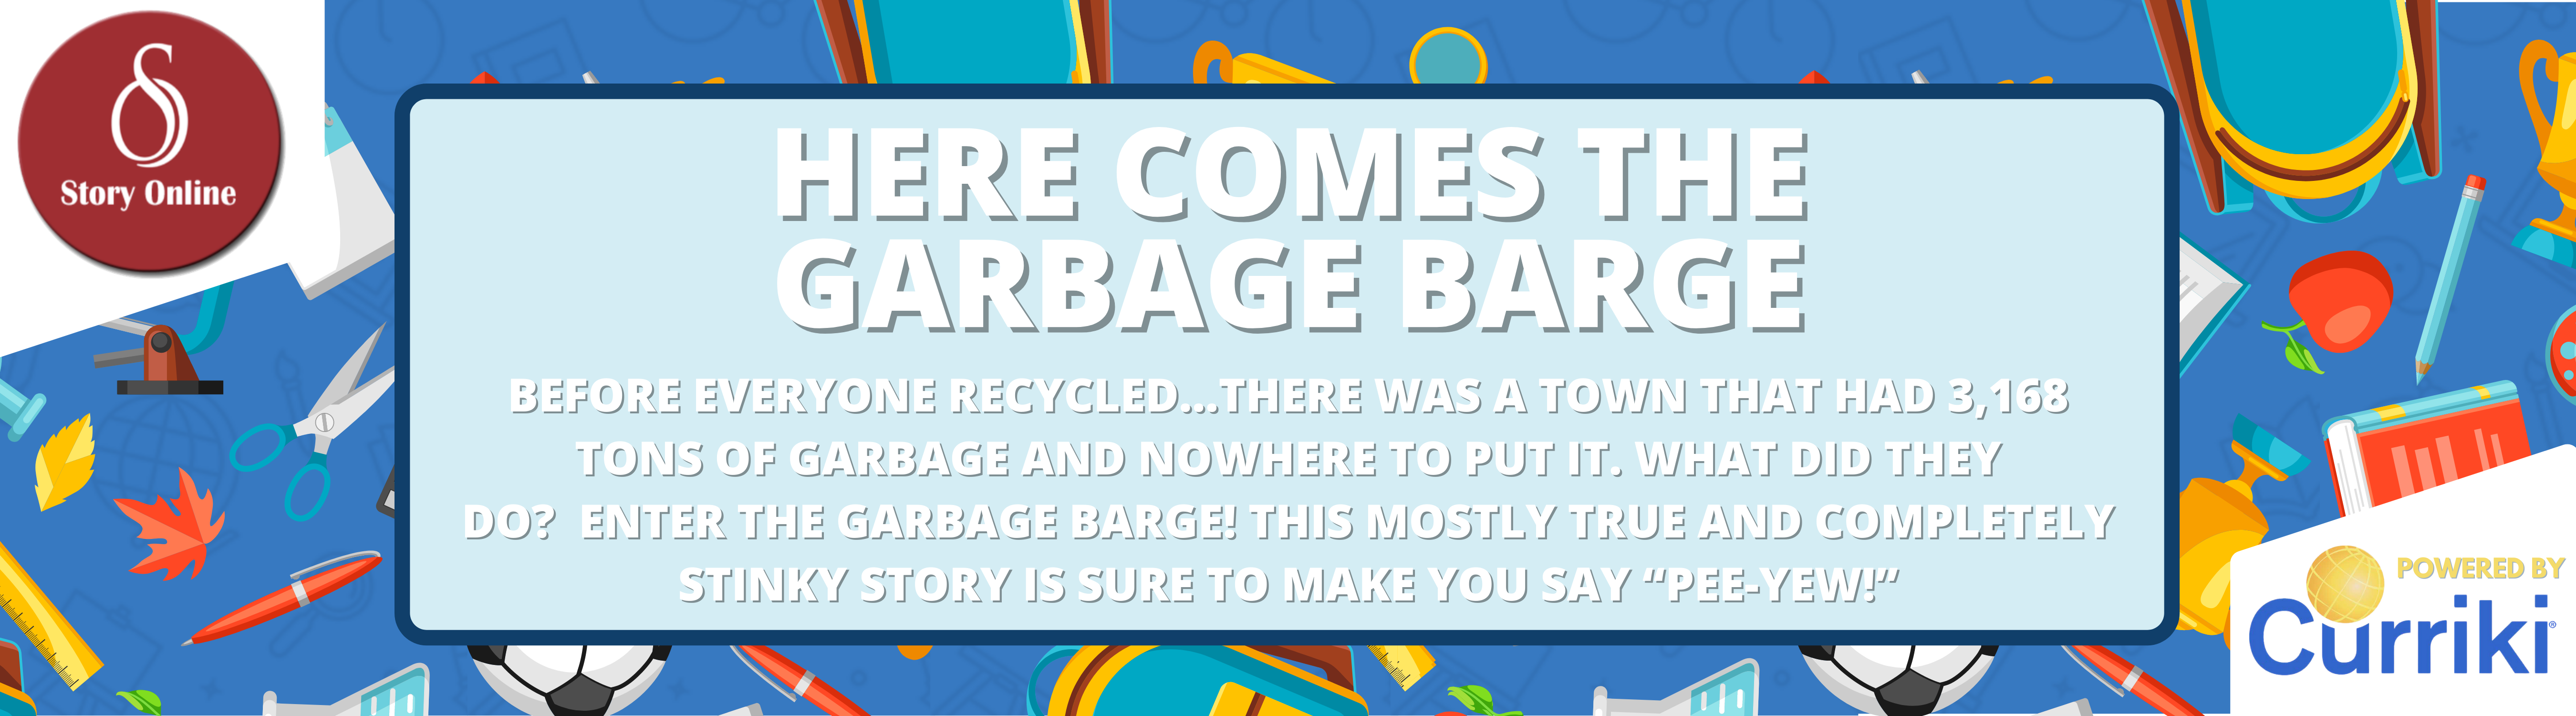 Story Online
HERE COMES THE
GARBAGE BARGE
BEFORE EVERYONE RECYCLED...THERE WAS A TOWN THAT HAD 3,168
TONS OF GARBAGE AND NOWHERE TO PUT IT. WHAT DID THEY
DO?  ENTER THE GARBAGE BARGE! THIS MOSTLY TRUE AND COMPLETELY
STINKY STORY IS SURE TO MAKE YOU SAY “PEE-YEW!”
POWERED BY
Curriki®